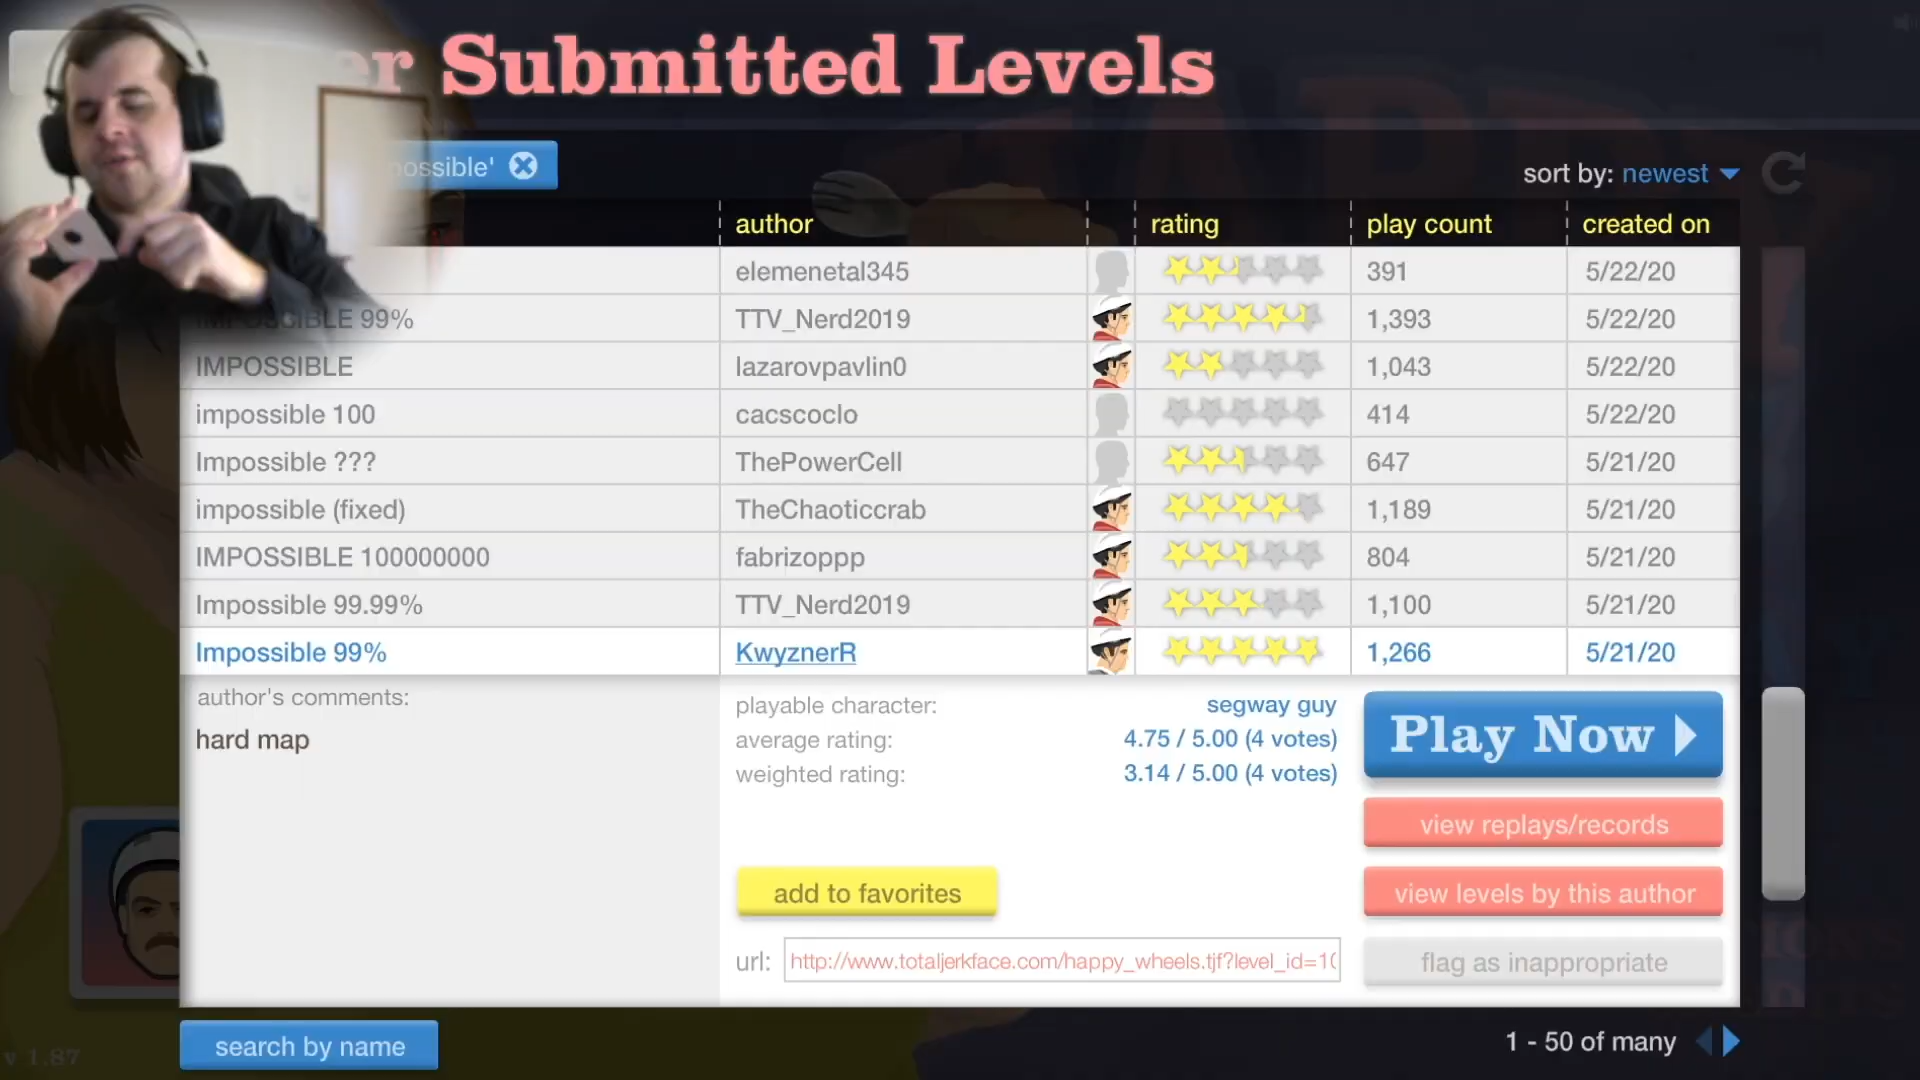 er Submitted Levels
possible'
sort by: newest
author rating play count created on
elemenetal345 391 5/22/20
IMPOSSIBLE 99% TTV_Nerd2019 1,393 5/22/20
IMPOSSIBLE lazarovpavlin0 1,043 5/22/20
impossible 100 cacscoclo 414 5/22/20
Impossible ??? ThePowerCell 647 5/21/20
impossible (fixed) TheChaoticcrab 1,189 5/21/20
IMPOSSIBLE 100000000 fabrizoppp 804 5/21/20
Impossible 99.99% TTV_Nerd2019 1,100 5/21/20
Impossible 99% KwyznerR 1,266 5/21/20
author's comments:
hard map
playable character: segway guy
average rating: 4.75 / 5.00 (4 votes)
weighted rating: 3.14 / 5.00 (4 votes)
Play Now
view replays/records
add to favorites
view levels by this author
url: http://www.totaljerkface.com/happy_wheels.tjf?level_id=1(
flag as inappropriate
search by name
1 - 50 of many
v 1.87